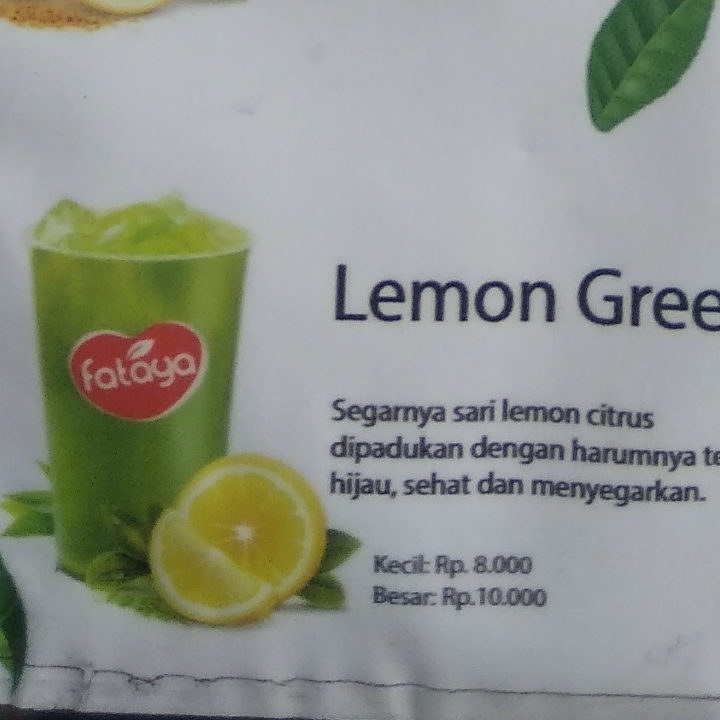 fataya
Lemon Gree
Segarnya sari lemon citrus
dipadukan dengan harumnya te
hijau, sehat dan menyegarkan.
Kecil: Rp. 8.000
Besar: Rp.10.000